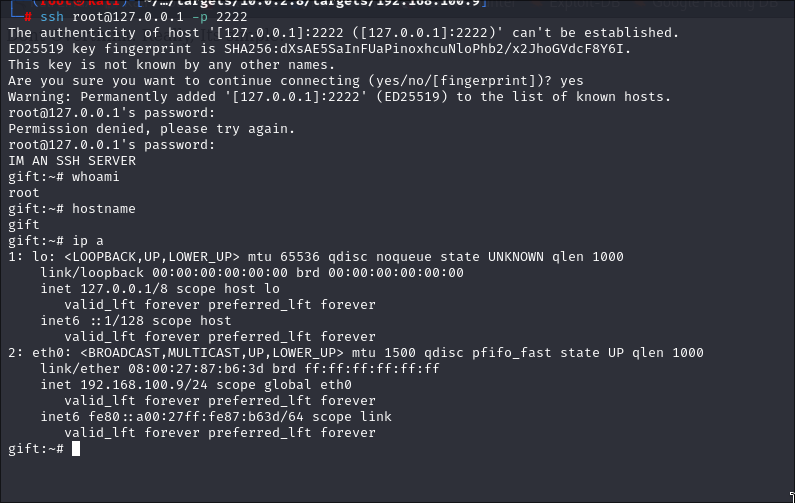 (root㉿kali)-[~/…/targets/10.0.2.8/targets/192.168.100.9]
# ssh root@127.0.0.1 -p 2222
The authenticity of host '[127.0.0.1]:2222 ([127.0.0.1]:2222)' can't be established.
ED25519 key fingerprint is SHA256:dXsAE5SaInFUaPinoxhcuNloPhb2/x2JhoGVdcF8Y6I.
This key is not known by any other names.
Are you sure you want to continue connecting (yes/no/[fingerprint])? yes
Warning: Permanently added '[127.0.0.1]:2222' (ED25519) to the list of known hosts.
root@127.0.0.1's password:
Permission denied, please try again.
root@127.0.0.1's password:
IM AN SSH SERVER
gift:~# whoami
root
gift:~# hostname
gift
gift:~# ip a
1: lo: <LOOPBACK,UP,LOWER_UP> mtu 65536 qdisc noqueue state UNKNOWN qlen 1000
    link/loopback 00:00:00:00:00:00 brd 00:00:00:00:00:00
    inet 127.0.0.1/8 scope host lo
       valid_lft forever preferred_lft forever
    inet6 ::1/128 scope host
       valid_lft forever preferred_lft forever
2: eth0: <BROADCAST,MULTICAST,UP,LOWER_UP> mtu 1500 qdisc pfifo_fast state UP qlen 1000
    link/ether 08:00:27:87:b6:3d brd ff:ff:ff:ff:ff:ff
    inet 192.168.100.9/24 scope global eth0
       valid_lft forever preferred_lft forever
    inet6 fe80::a00:27ff:fe87:b63d/64 scope link
       valid_lft forever preferred_lft forever
gift:~#